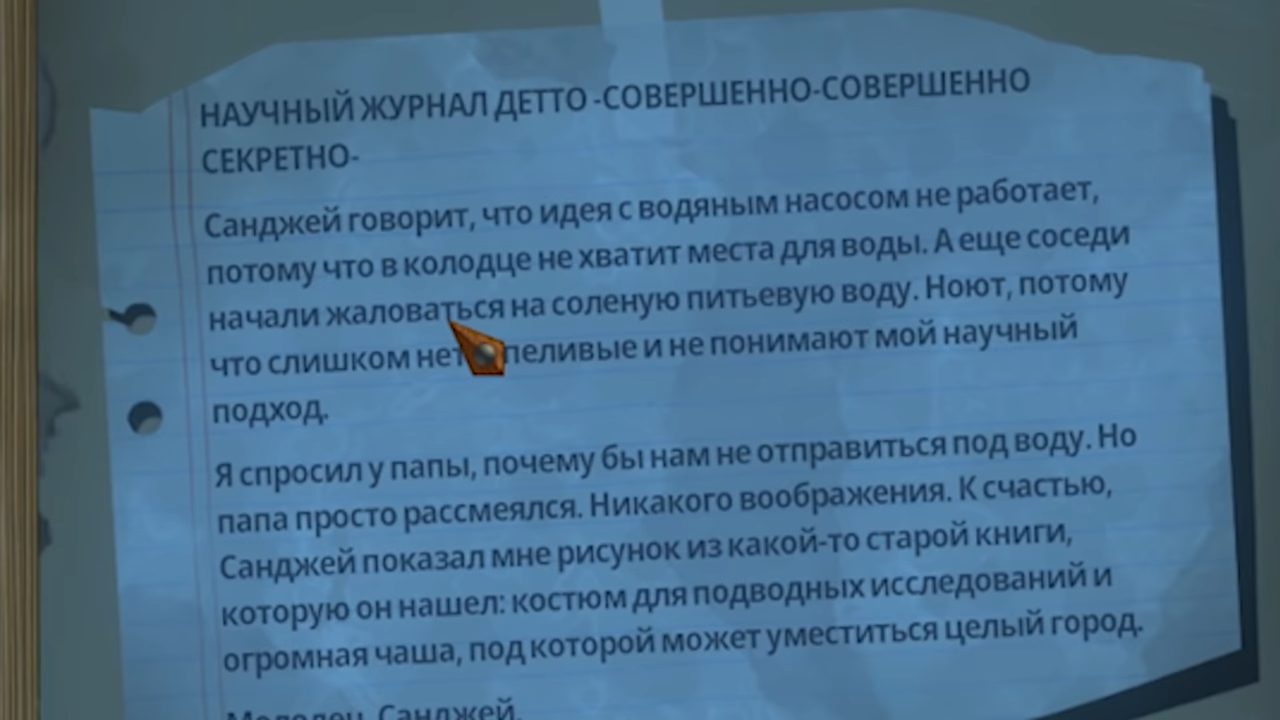 НАУЧНЫЙ ЖУРНАЛ ДЕТТО -СОВЕРШЕННО-СОВЕРШЕННО
СЕКРЕТНО-
Санджей говорит, что идея с водяным насосом не работает,
потому что в колодце не хватит места для воды. А еще соседи
начали жаловаться на соленую питьевую воду. Ноют, потому
что слишком нетерпеливые и не понимают мой научный
подход.
Я спросил у папы, почему бы нам не отправиться под воду. Но
папа просто рассмеялся. Никакого воображения. К счастью,
Санджей показал мне рисунок из какой-то старой книги,
которую он нашел: костюм для подводных исследований и
огромная чаша, под которой может уместиться целый город.
Молодец, Санджей.